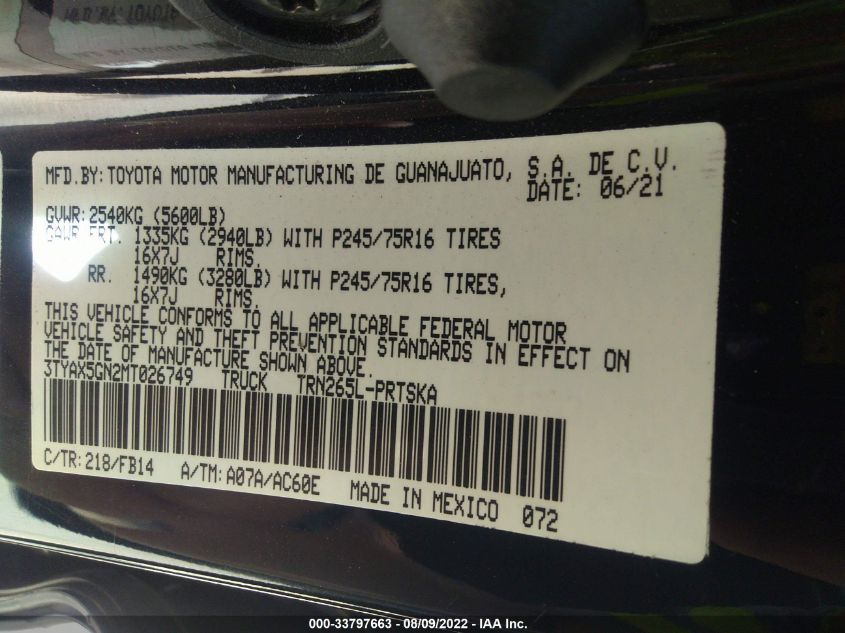 MFD.BY: TOYOTA MOTOR MANUFACTURING DE GUANAJUATO, S.A. DE C.V.
DATE: 06/21
GVWR: 2540KG (5600LB)
GAWR FRT. 1335KG (2940LB) WITH P245/75R16 TIRES
16X7J RIMS.
RR. 1490KG (3280LB) WITH P245/75R16 TIRES,
16X7J RIMS.
THIS VEHICLE CONFORMS TO ALL APPLICABLE FEDERAL MOTOR
VEHICLE SAFETY AND THEFT PREVENTION STANDARDS IN EFFECT ON
THE DATE OF MANUFACTURE SHOWN ABOVE.
3TYAX5GN2MT026749 TRUCK TRN265L-PRTSKA
C/TR: 218/FB14 A/TM: A07A/AC60E MADE IN MEXICO 072
000-33797663 - 08/09/2022 - IAA Inc.